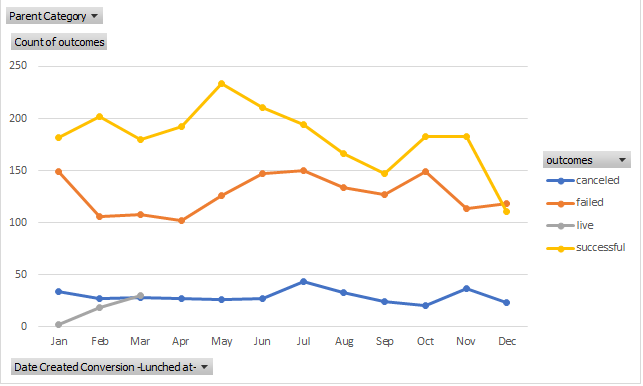 Parent Category
Count of outcomes
250
200
150
100
50
0
Jan Feb Mar Apr May Jun Jul Aug Sep Oct Nov Dec
outcomes
canceled
failed
live
successful
Date Created Conversion -Lunched at-